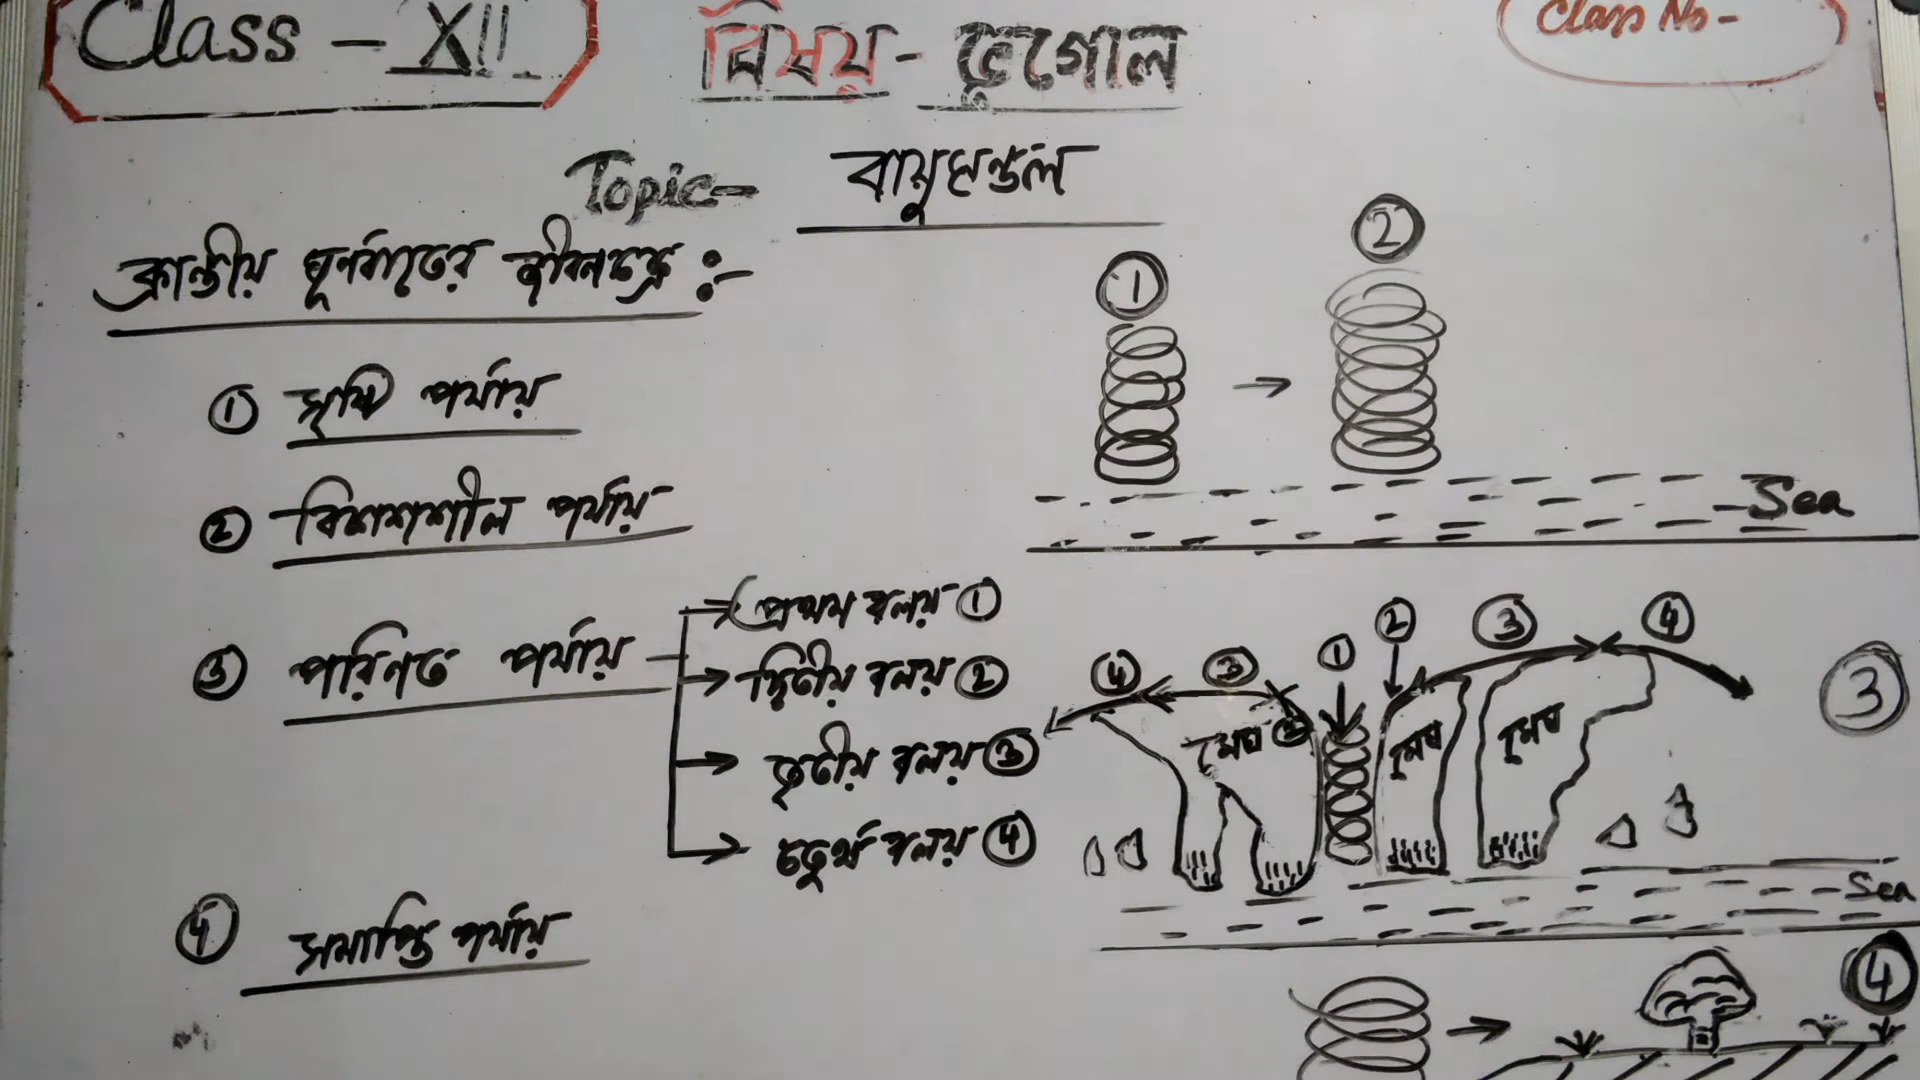 Class - XII
বিষয় - ভূগোল
Class No -
Topic - বায়ুমন্ডল
ক্রান্তীয় ঘূর্ণবাতের জীবনচক্র :-
① সৃষ্টি পর্যায়
② বিকাশশীল পর্যায়
③ পরিণত পর্যায়
প্রথম বলয় ①
দ্বিতীয় বলয় ②
তৃতীয় বলয় ③
চতুর্থ বলয় ④
④ সমাপ্তি পর্যায়
① ②
- Sea
④ ③ ① ② ③ ④
③
মেঘ ② মেঘ মেঘ
- Sea
④